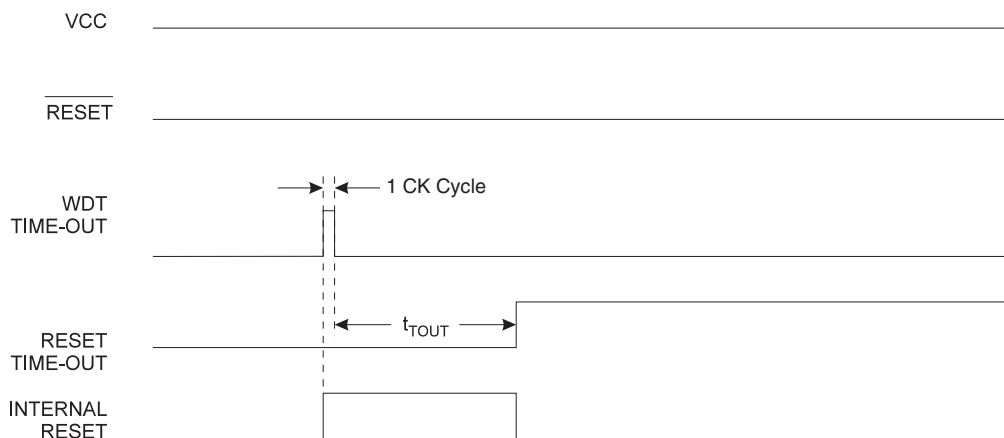 VCC
RESET
1 CK Cycle
WDT
TIME-OUT
tTOUT
RESET
TIME-OUT
INTERNAL
RESET